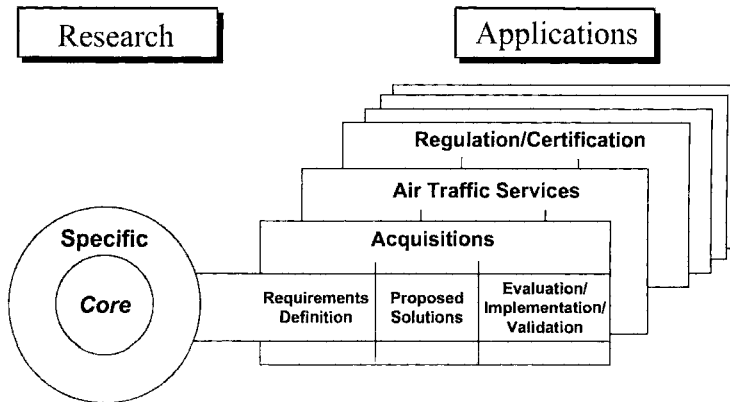 Research
Applications
Regulation/Certification
Air Traffic Services
Specific
Acquisitions
Core
Requirements
Definition
Proposed
Solutions
Evaluation/
Implementation/
Validation